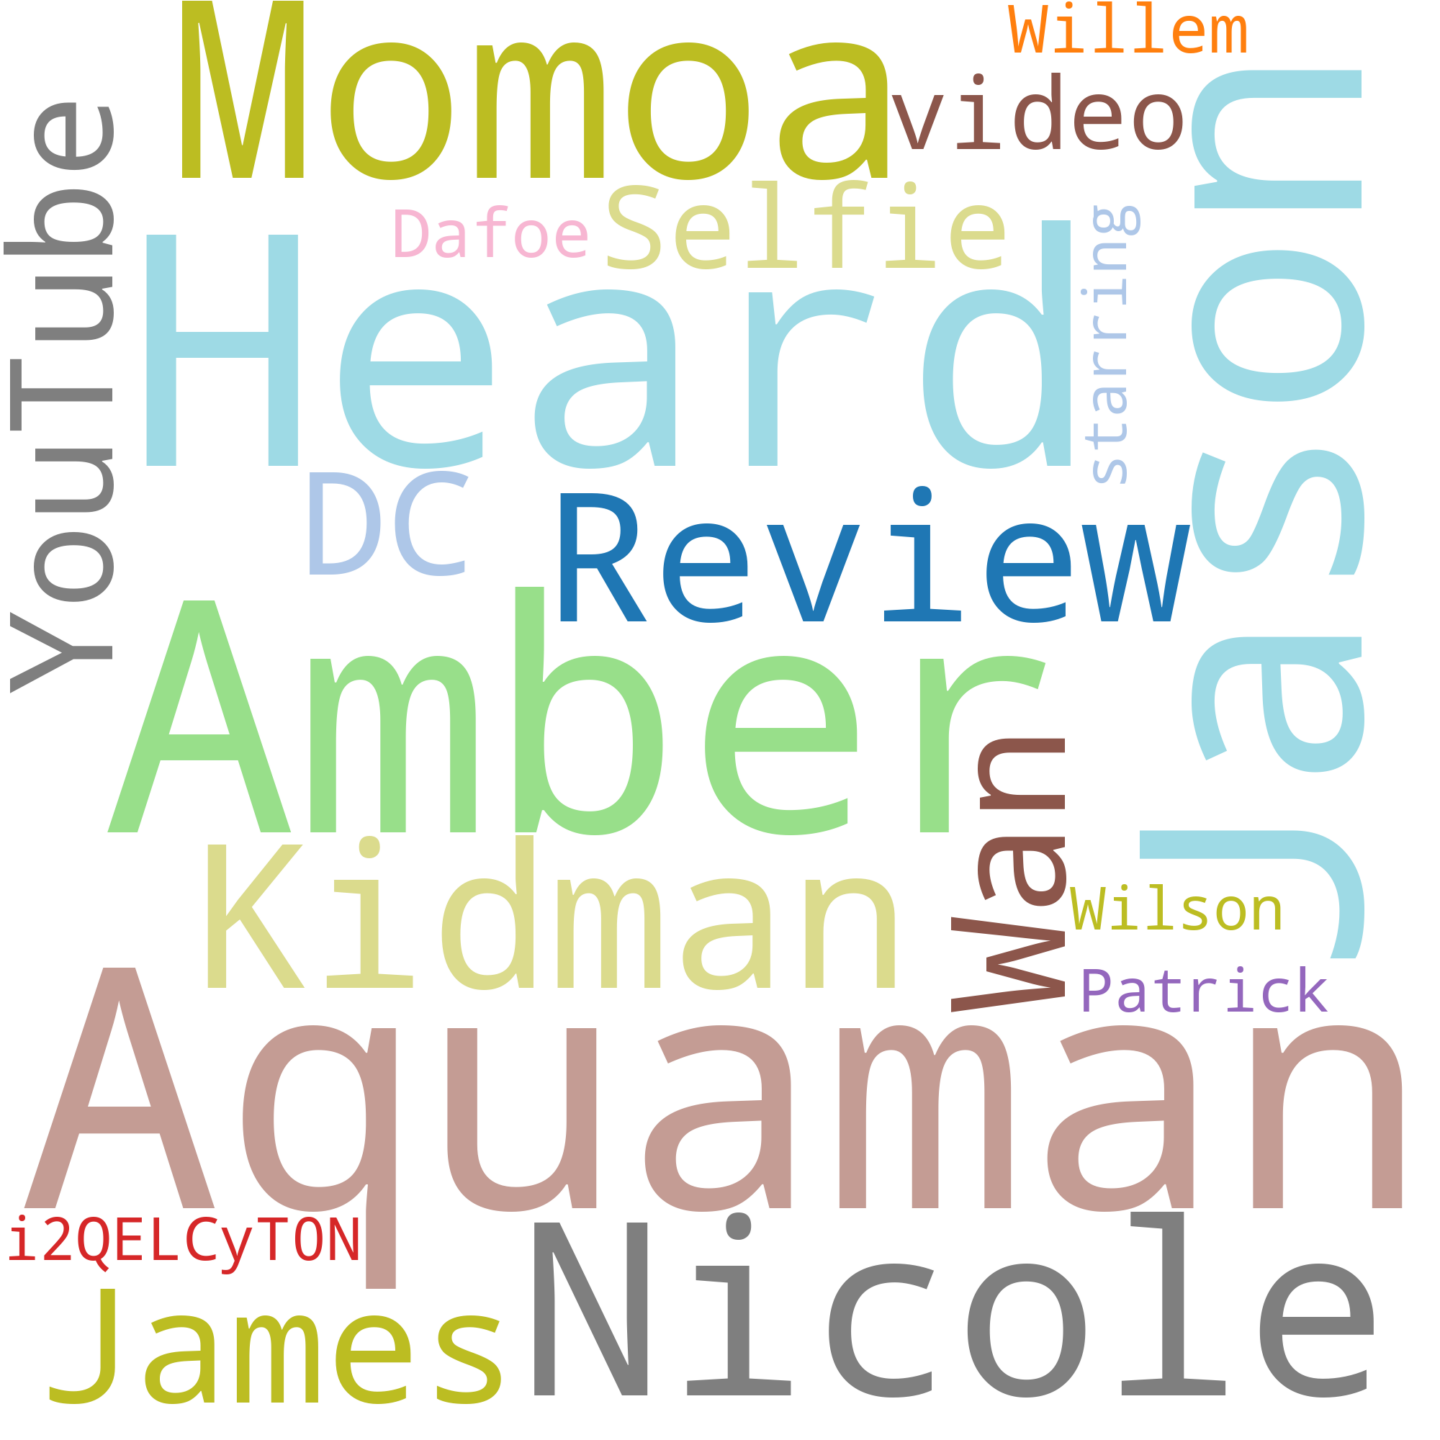 Willem
Momoa
video
YouTube
Jason
Selfie
Dafoe
starring
Heard
DC
Review
Amber
Wan
Kidman
Wilson
Patrick
Aquaman
i2QELCyTON
Nicole
James